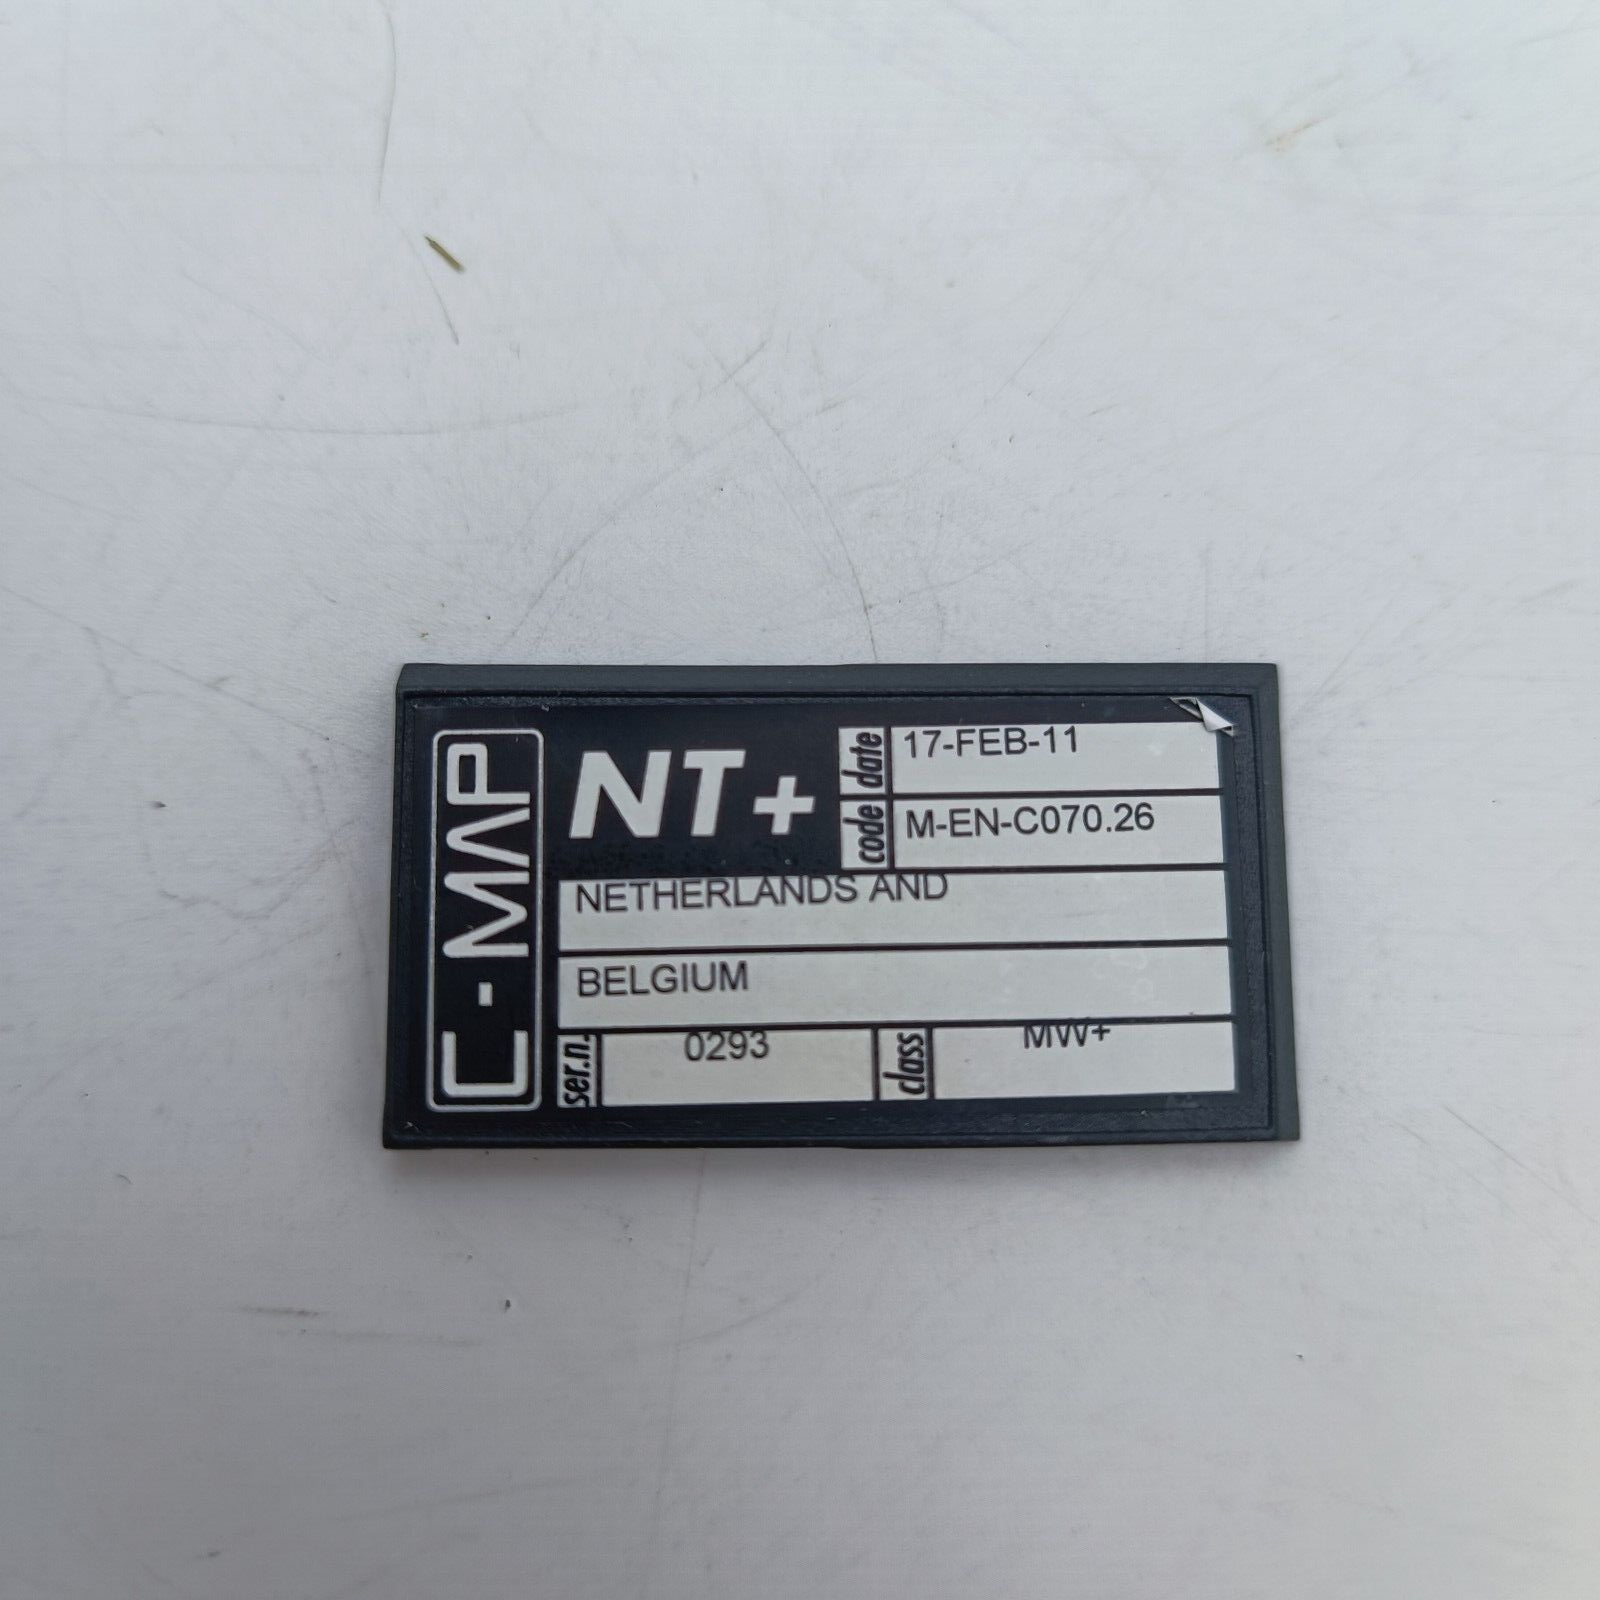 C-MAP
NT+
date 17-FEB-11
code M-EN-C070.26
NETHERLANDS AND
BELGIUM
ser.n. 0293 class MW+